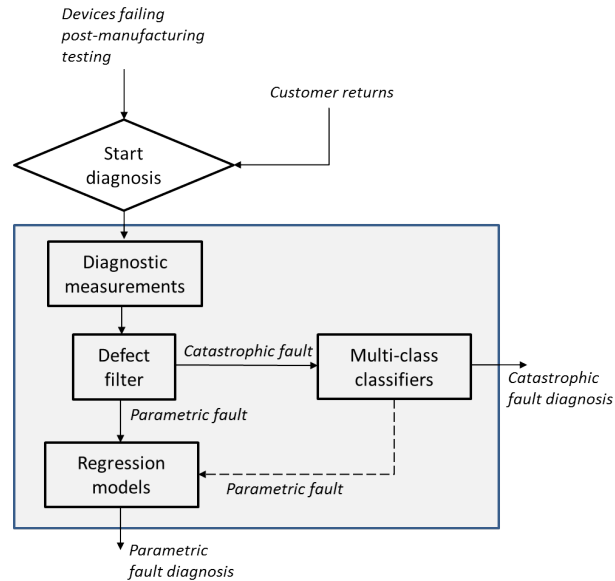 Devices failing
post-manufacturing
testing
Customer returns
Start
diagnosis
Diagnostic
measurements
Defect
filter
Catastrophic fault
Multi-class
classifiers
Catastrophic
fault diagnosis
Parametric fault
Regression
models
Parametric fault
Parametric
fault diagnosis